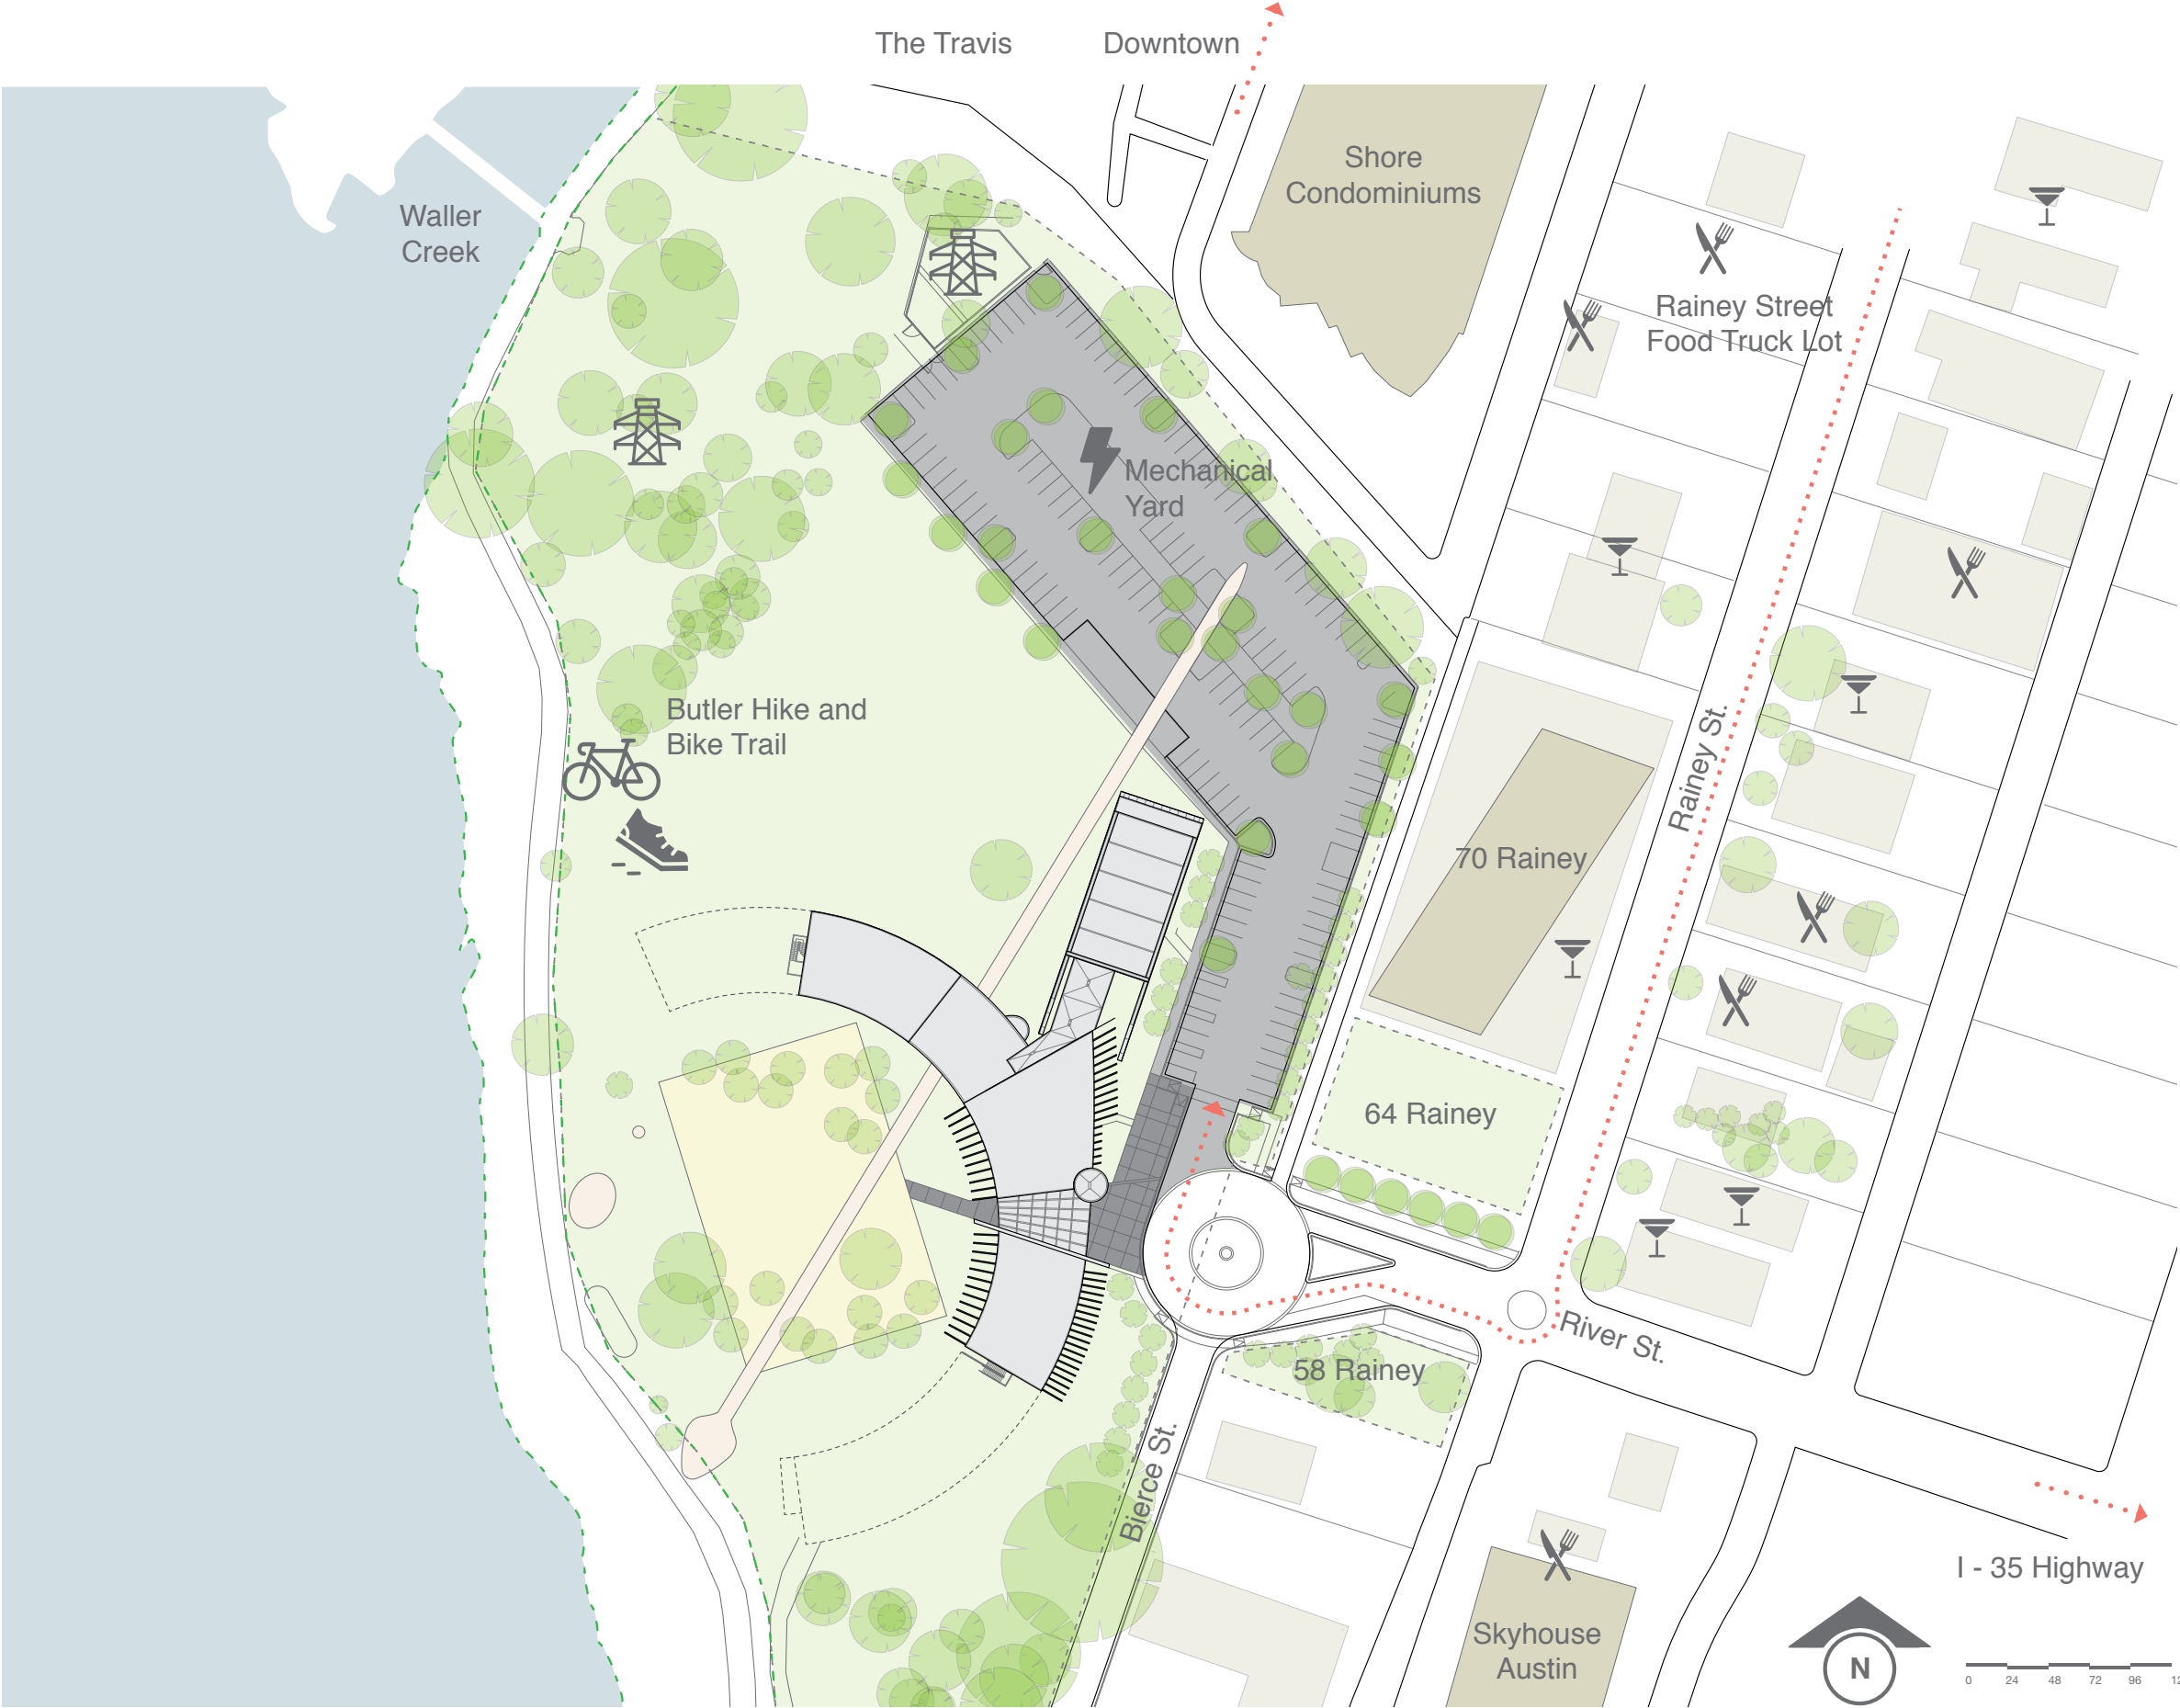 The Travis
Downtown
Shore
Condominiums
Waller
Creek
Rainey Street
Food Truck Lot
Mechanical
Yard
Butler Hike and
Bike Trail
Rainey St.
70 Rainey
64 Rainey
River St.
58 Rainey
Bierce St.
I - 35 Highway
Skyhouse
Austin
N
0 24 48 72 96